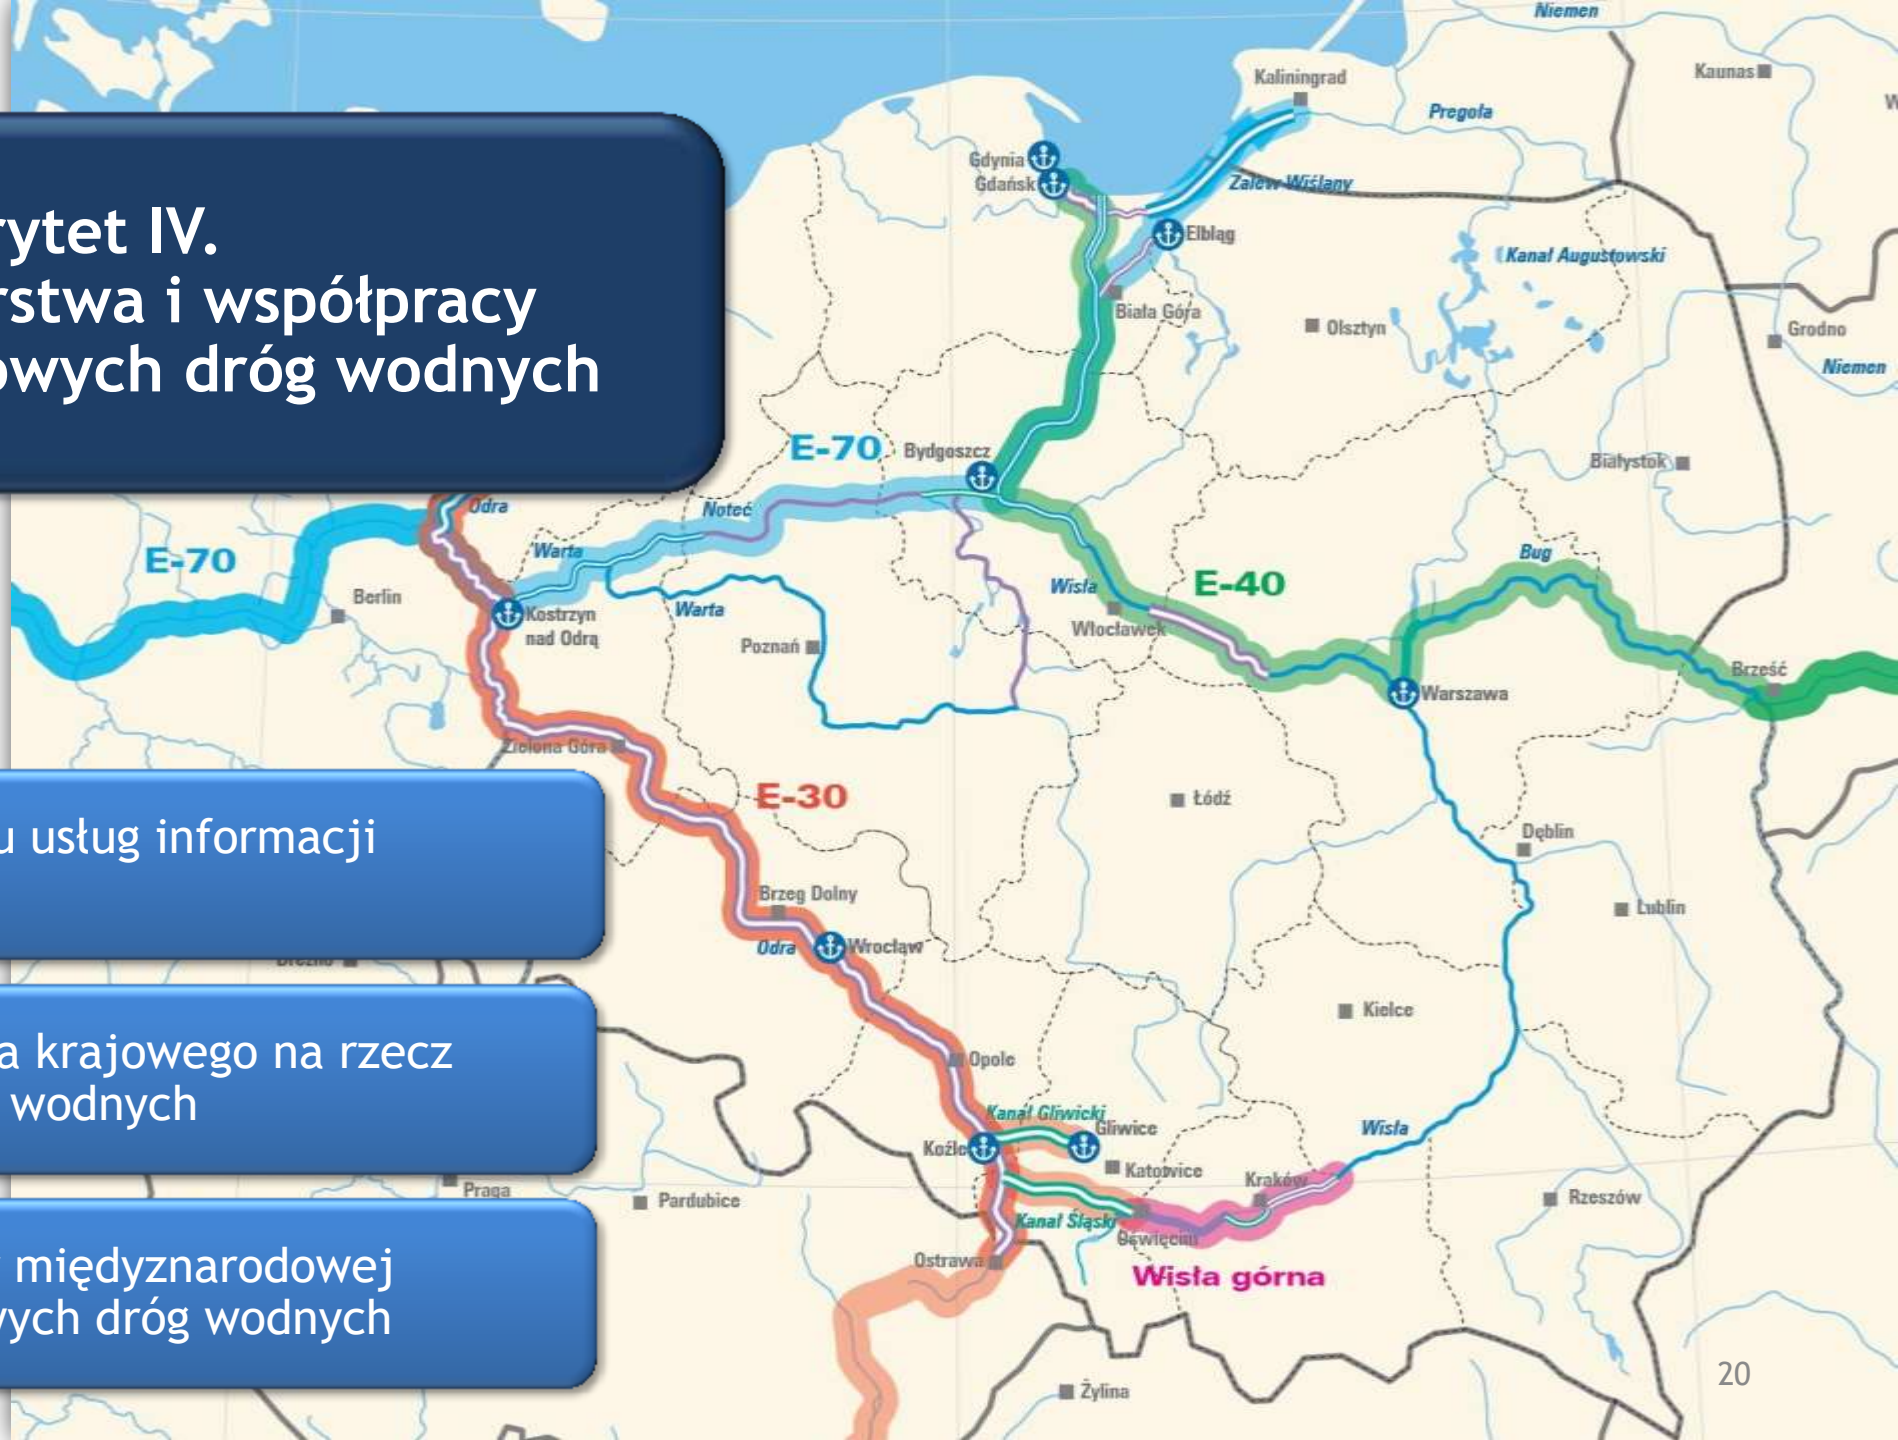 Niemen
Kaliningrad
Kaunas
Pregoła
Gdynia
Gdańsk
Zalew Wiślany
rytet IV.
rstwa i współpracy
owych dróg wodnych
Elbląg
Kanał Augustowski
Biała Góra
Olsztyn
Grodno
Niemen
E-70
Bydgoszcz
Białystok
Odra
Noteć
E-70
Warta
Bug
Berlin
Wisła
E-40
Kostrzyn
nad Odrą
Warta
Włocławek
Poznań
Brześć
Warszawa
Zielona Góra
E-30
Łódź
u usług informacji
Dęblin
Brzeg Dolny
Lublin
Odra
Wrocław
Drezno
Kielce
a krajowego na rzecz
wodnych
Opole
Kanał Gliwicki
Gliwice
Wisła
Koźle
Katowice
Kraków
Praga
Pardubice
Rzeszów
Kanał Śląski
Oświęcim
międzynarodowej
Ostrawa
Wisła górna
wych dróg wodnych
20
Żylina